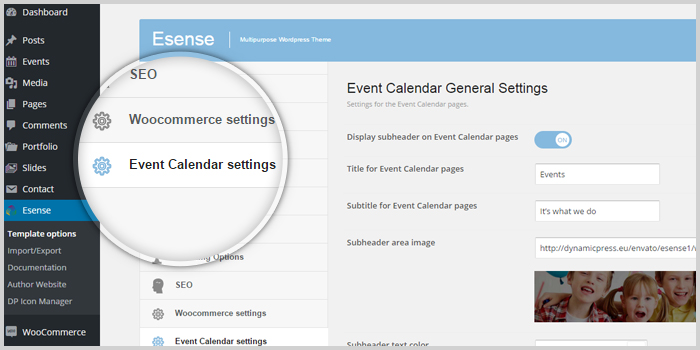 Dashboard
Posts
Events
Media
Pages
Comments
Portfolio
Slides
Contact
Esense
Template options
Import/Export
Documentation
Author Website
DP Icon Manager
WooCommerce
Esense
Multipurpose Wordpress Theme
SEO
Woocommerce settings
Event Calendar settings
Options
SEO
Woocommerce settings
Event Calendar settings
Event Calendar General Settings
Settings for the Event Calendar pages.
Display subheader on Event Calendar pages
ON
Title for Event Calendar pages
Events
Subtitle for Event Calendar pages
It's what we do
Subheader area image
http://dynamicpress.eu/envato/esense1/
Subheader text color